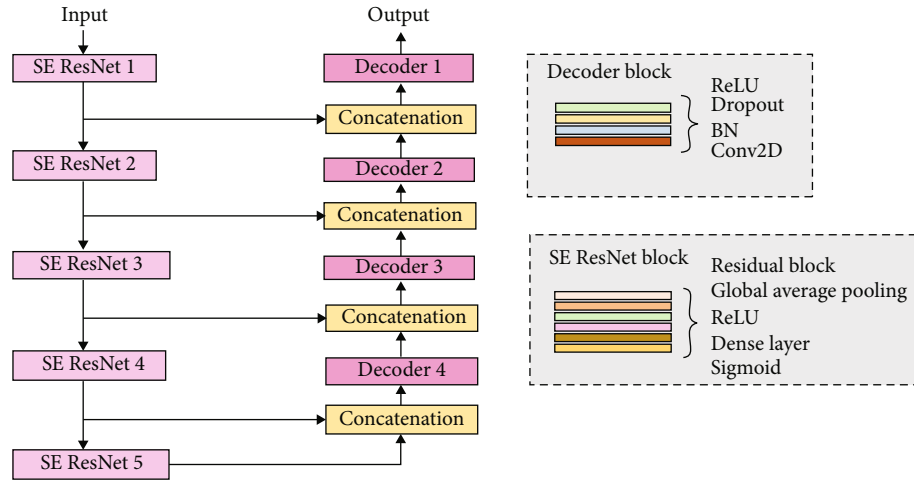 Input
Output
SE ResNet 1
SE ResNet 2
SE ResNet 3
SE ResNet 4
SE ResNet 5
Decoder 1
Concatenation
Decoder 2
Concatenation
Decoder 3
Concatenation
Decoder 4
Concatenation
Decoder block
ReLU
Dropout
BN
Conv2D
SE ResNet block
Residual block
Global average pooling
ReLU
Dense layer
Sigmoid